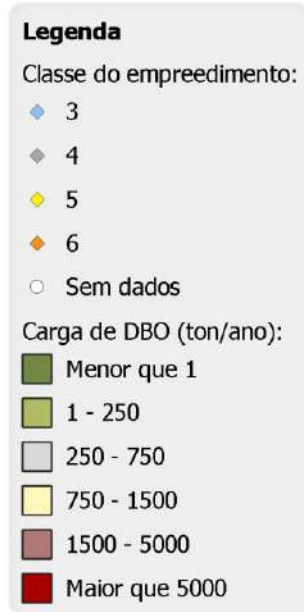 Legenda
Classe do empreedimento:
3
4
5
6
Sem dados
Carga de DBO (ton/ano):
Menor que 1
1 - 250
250 - 750
750 - 1500
1500 - 5000
Maior que 5000